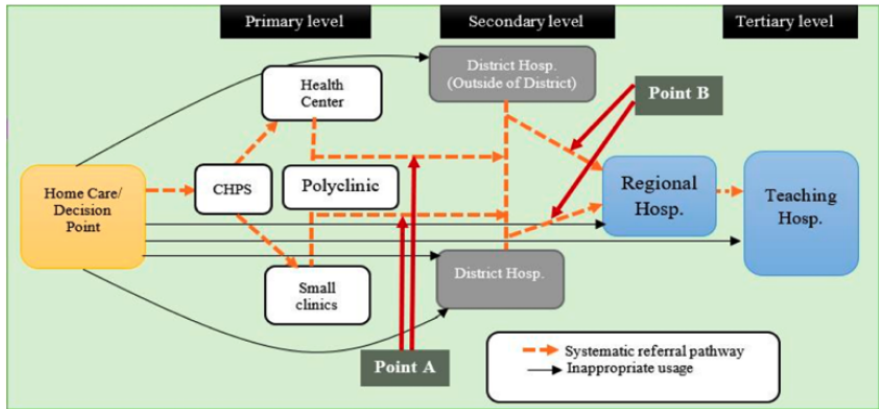 Primary level
Secondary level
Tertiary level
District Hosp.
(Outside of District)
Health
Center
Point B
CHPS
Polyclinic
Home Care/
Decision
Point
Regional
Hosp.
Teaching
Hosp.
District Hosp.
Small
clinics
Point A
Systematic referral pathway
Inappropriate usage